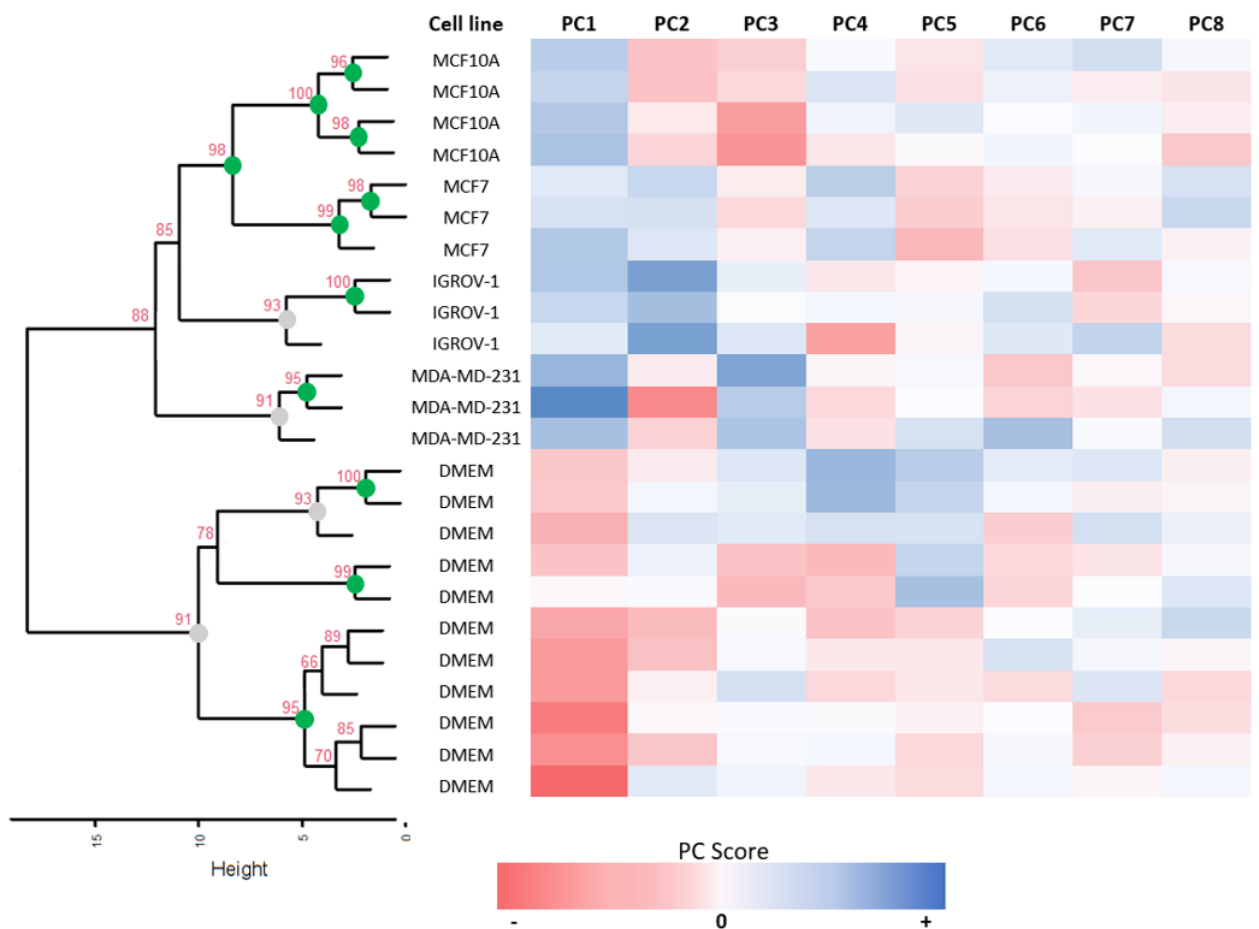 Cell line PC1 PC2 PC3 PC4 PC5 PC6 PC7 PC8
96 MCF10A
MCF10A
100
98 MCF10A
MCF10A
98
98 MCF7
99 MCF7
MCF7
85
100 IGROV-1
93 IGROV-1
IGROV-1
88
95 MDA-MD-231
91 MDA-MD-231
MDA-MD-231
100 DMEM
93 DMEM
DMEM
78
99 DMEM
DMEM
91
89 DMEM
66 DMEM
DMEM
95
85 DMEM
70 DMEM
DMEM
15 10 5 0
Height
PC Score
- 0 +